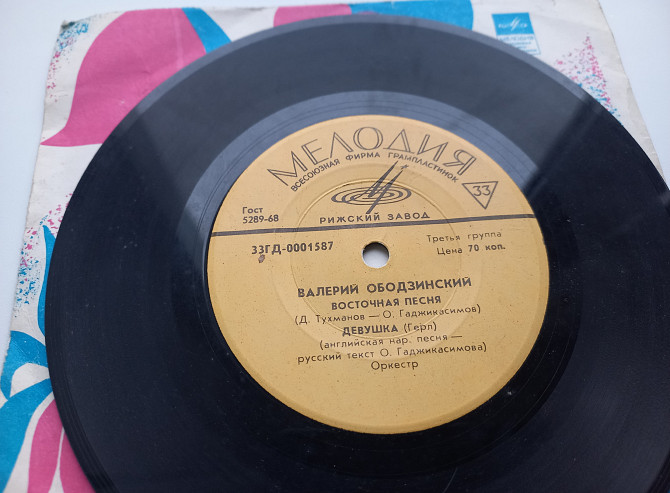 МЕЛОДИЯ
ВСЕСОЮЗНАЯ ФИРМА ГРАМПЛАСТИНОК
33
Гост
5289-68
РИЖСКИЙ ЗАВОД
33ГД-0001587
Третья группа
Цена 70 коп.
ВАЛЕРИЙ ОБОДЗИНСКИЙ
ВОСТОЧНАЯ ПЕСНЯ
(Д. Тухманов — О. Гаджикасимов)
ДЕВУШКА (Герл)
(английская нар. песня —
русский текст О. Гаджикасимова)
Оркестр